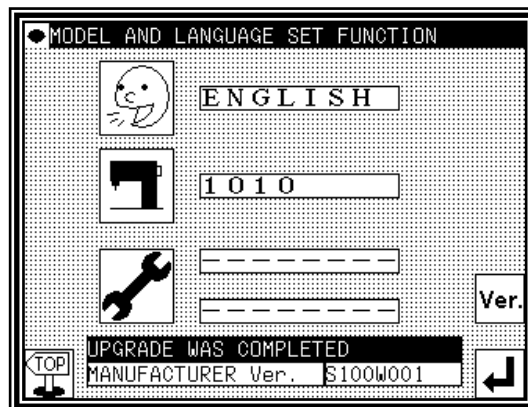 MODEL AND LANGUAGE SET FUNCTION
ENGLISH
1010
--------
--------
Ver.
UPGRADE WAS COMPLETED
TOP
MANUFACTURER Ver. S100W001